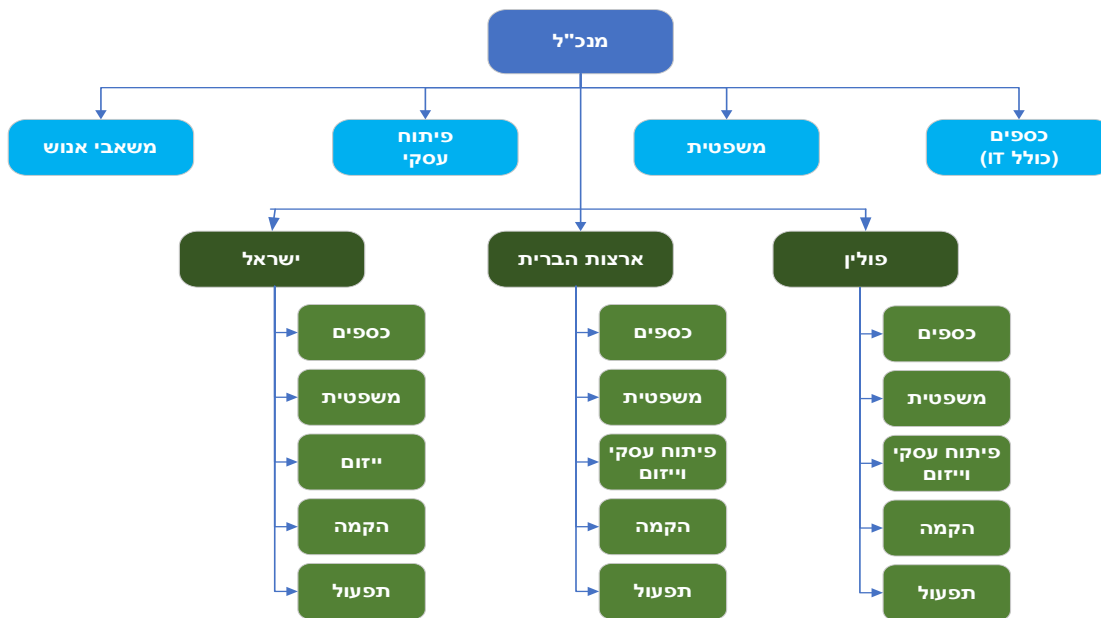 מנכ"ל
כספים
(כולל IT)
משפטית
פיתוח
עסקי
משאבי אנוש
פולין
ארצות הברית
ישראל
כספים
משפטית
פיתוח עסקי
וייזום
הקמה
תפעול
כספים
משפטית
פיתוח עסקי
וייזום
הקמה
תפעול
כספים
משפטית
ייזום
הקמה
תפעול